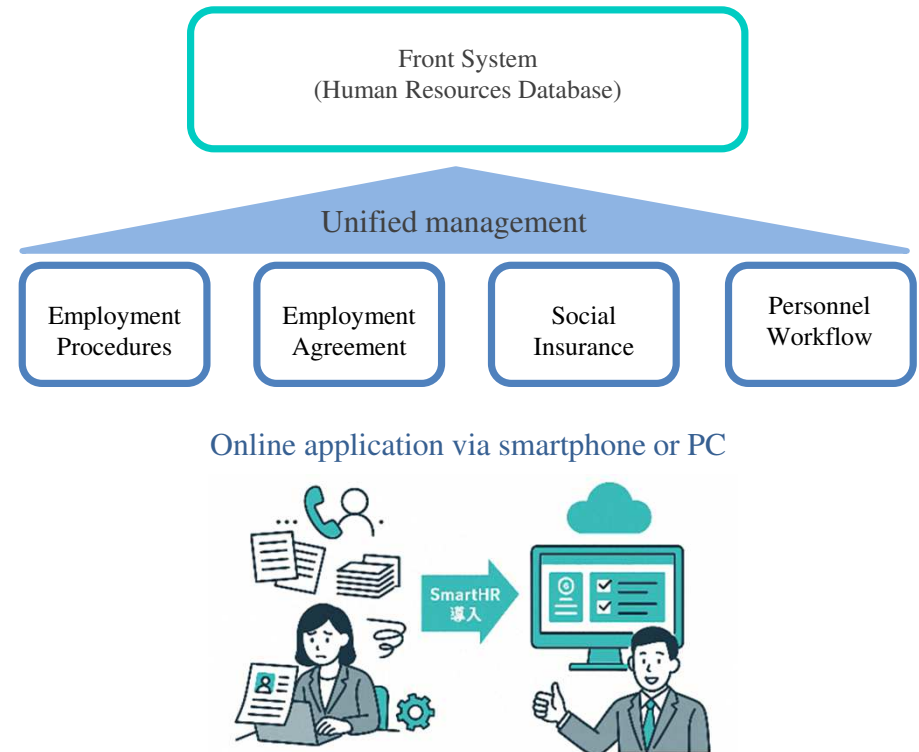 Front System
(Human Resources Database)
Unified management
Employment
Procedures
Employment
Agreement
Social
Insurance
Personnel
Workflow
Online application via smartphone or PC
SmartHR
導入